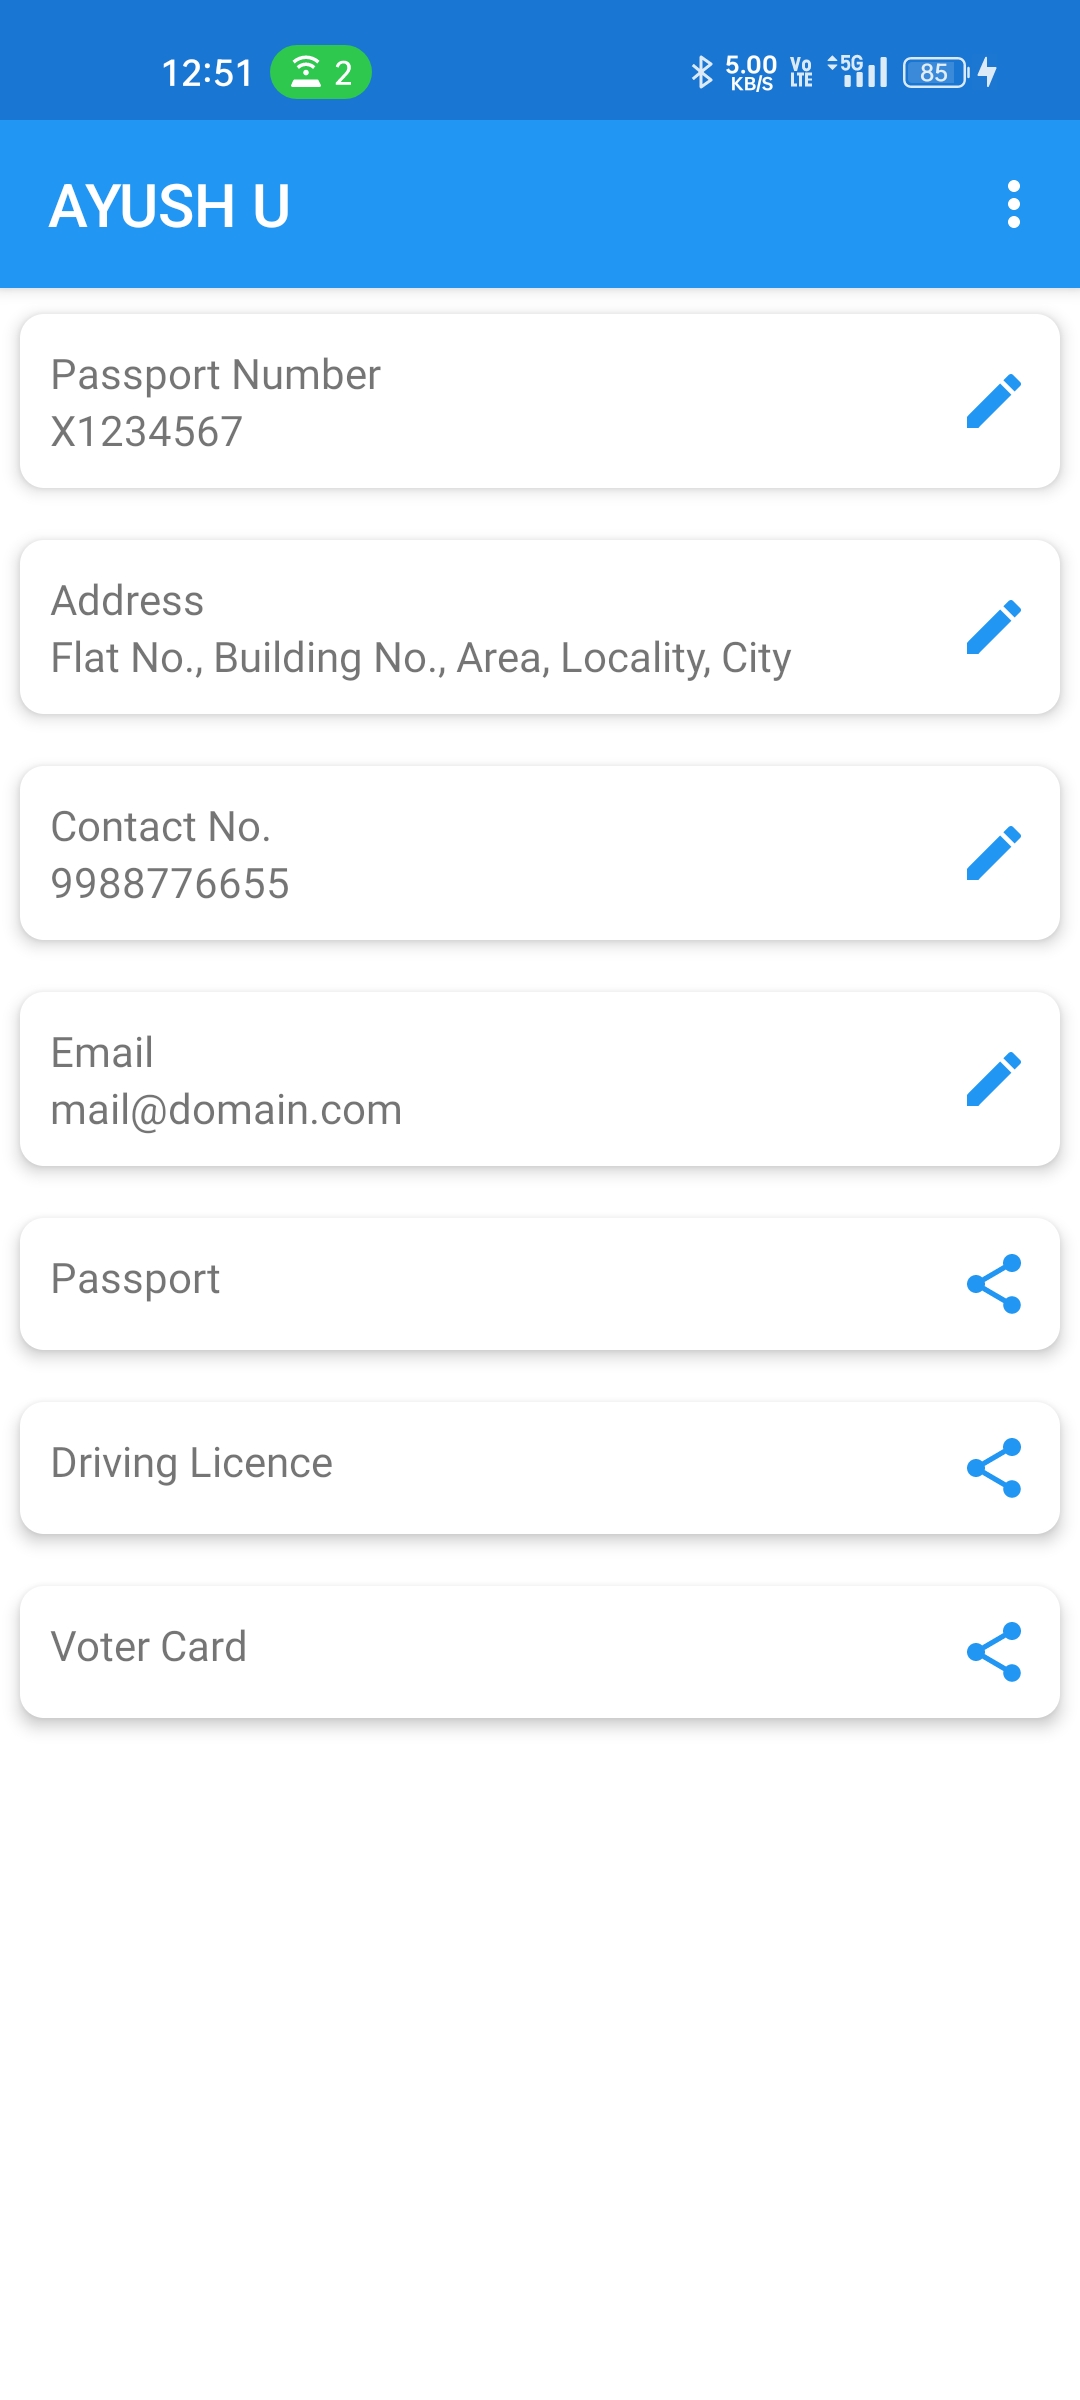 12:51 2 5.00 KB/S Vo LTE 5G 85
AYUSH U
Passport Number
X1234567
Address
Flat No., Building No., Area, Locality, City
Contact No.
9988776655
Email
mail@domain.com
Passport
Driving Licence
Voter Card